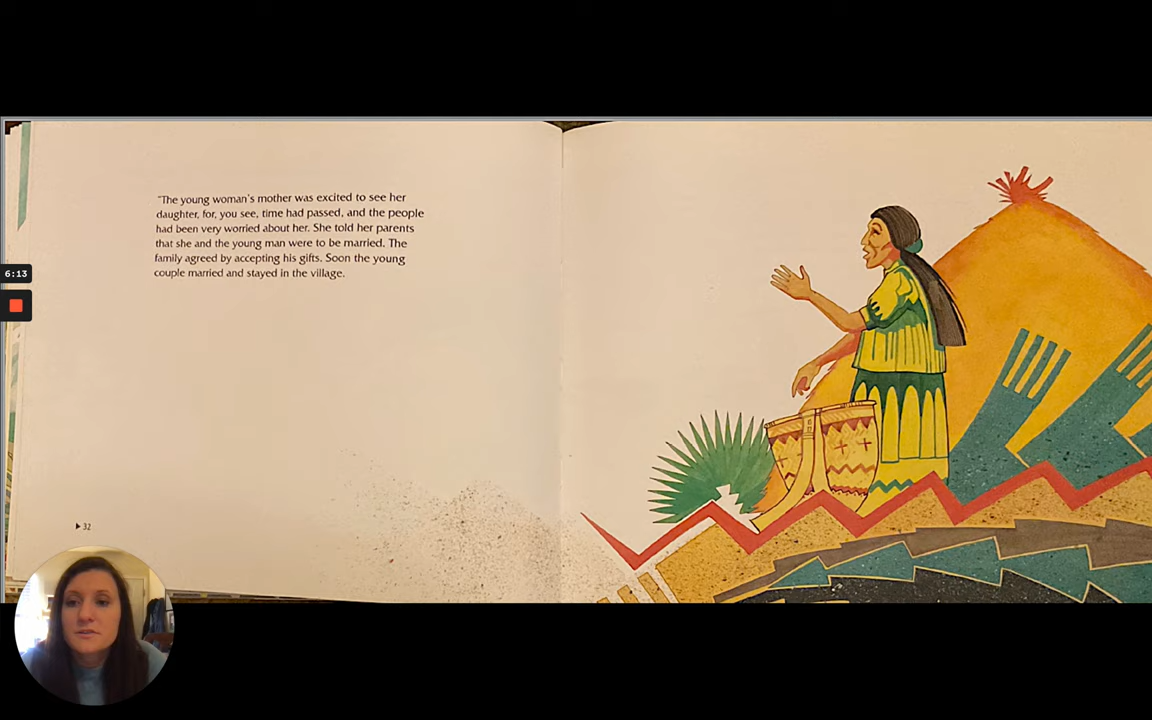 "The young woman's mother was excited to see her
daughter, for, you see, time had passed, and the people
had been very worried about her. She told her parents
that she and the young man were to be married. The
family agreed by accepting his gifts. Soon the young
couple married and stayed in the village.
6:13
32